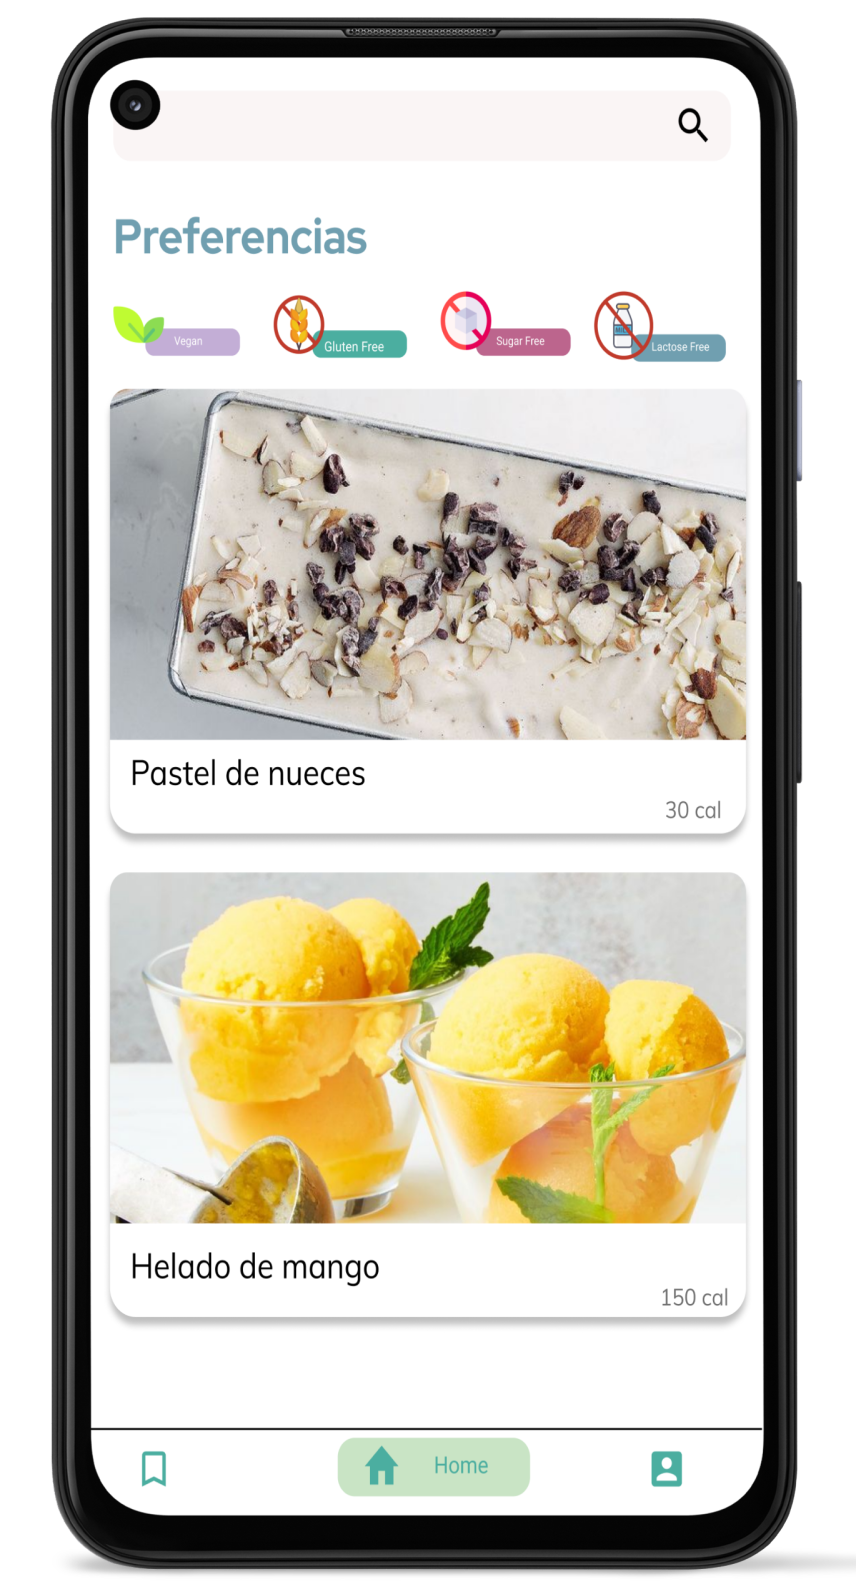 Preferencias
Vegan
Gluten Free
Sugar Free
Lactose Free
Pastel de nueces
30 cal
Helado de mango
150 cal
Home